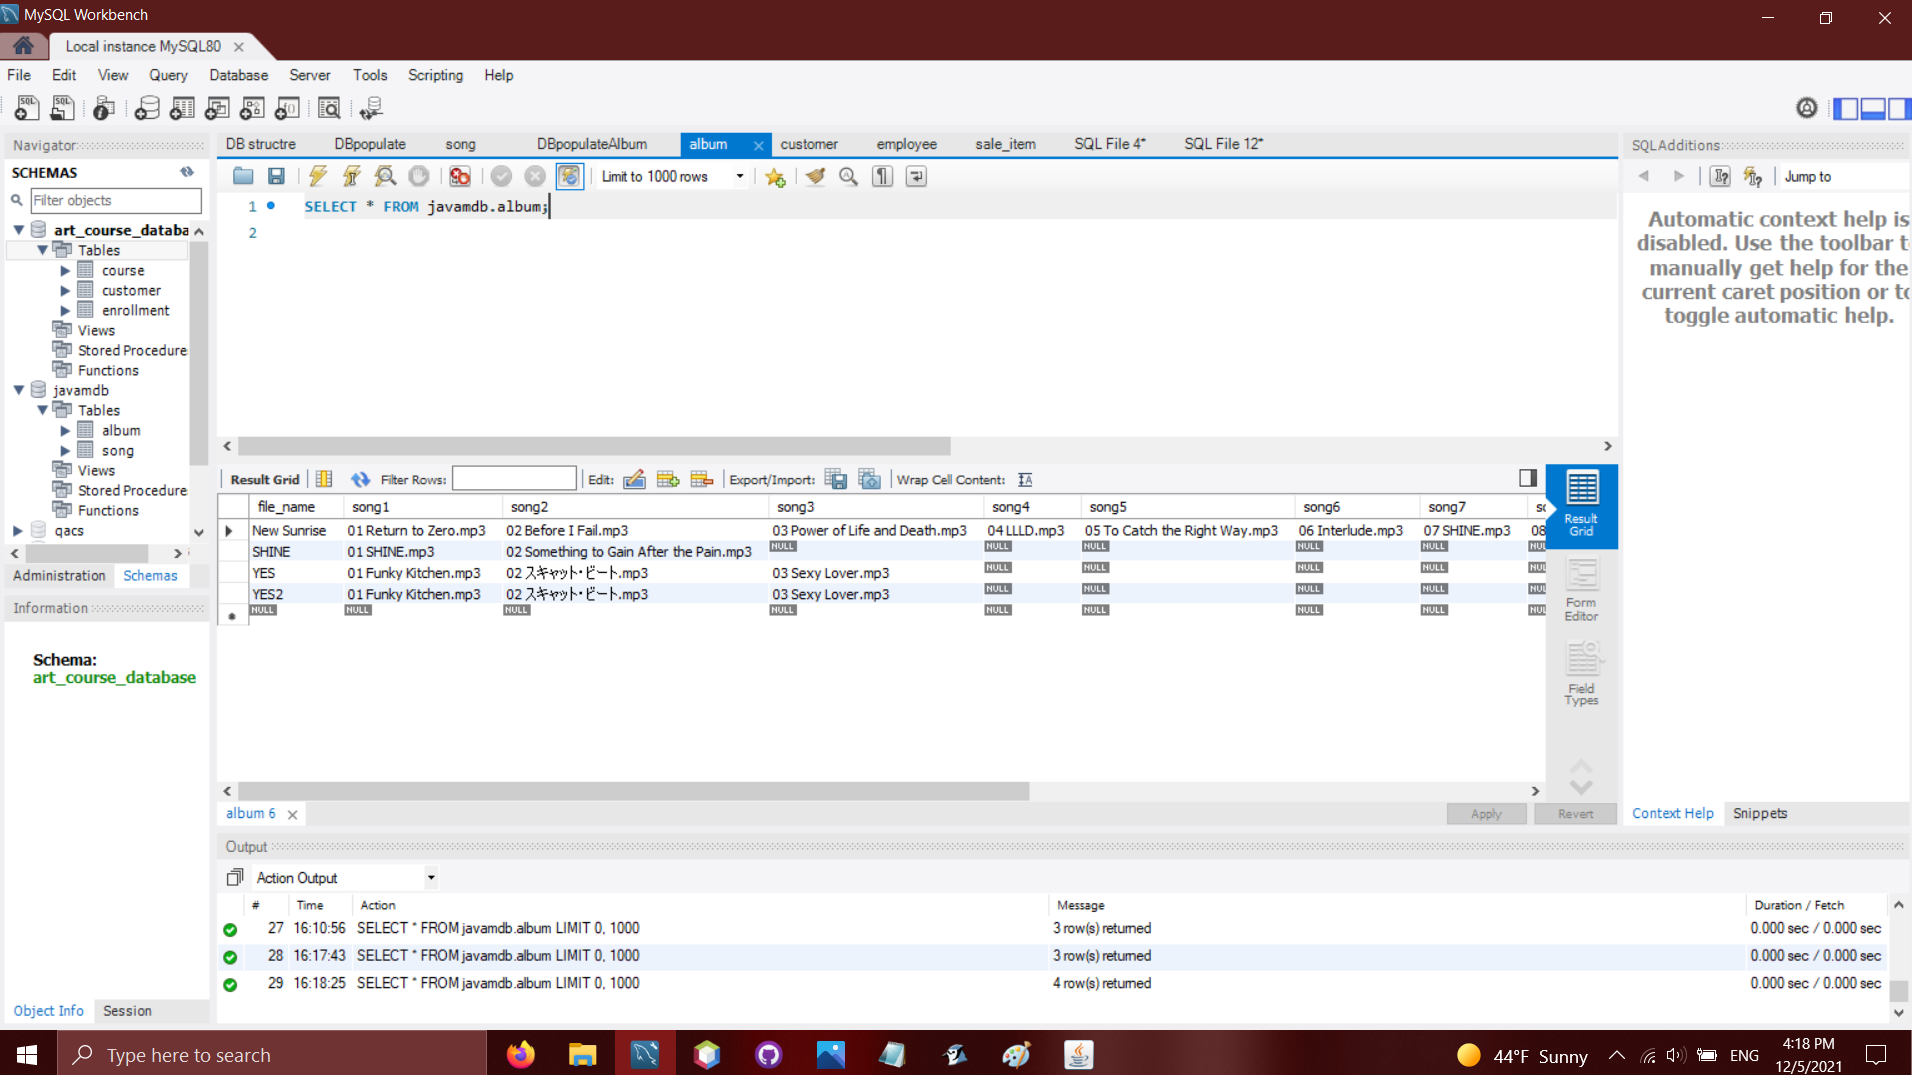 MySQL Workbench
Local instance MySQL80
File Edit View Query Database Server Tools Scripting Help
Navigator
SCHEMAS
Filter objects
art_course_databa
Tables
course
customer
enrollment
Views
Stored Procedure
Functions
javamdb
Tables
album
song
Views
Stored Procedure
Functions
qacs
Administration Schemas
Information
Schema:
art_course_database
Object Info Session
DB structre DBpopulate song DBpopulateAlbum album customer employee sale_item SQL File 4* SQL File 12*
Limit to 1000 rows
1 SELECT * FROM javamdb.album;
2
Result Grid Filter Rows: Edit: Export/Import: Wrap Cell Content:
file_name song1 song2 song3 song4 song5 song6 song7 so
New Sunrise 01 Return to Zero.mp3 02 Before I Fail.mp3 03 Power of Life and Death.mp3 04 LLLD.mp3 05 To Catch the Right Way.mp3 06 Interlude.mp3 07 SHINE.mp3 08
SHINE 01 SHINE.mp3 02 Something to Gain After the Pain.mp3 NULL NULL NULL NULL NULL NUL
YES 01 Funky Kitchen.mp3 02 スキャット・ビート.mp3 03 Sexy Lover.mp3 NULL NULL NULL NULL NUL
YES2 01 Funky Kitchen.mp3 02 スキャット・ビート.mp3 03 Sexy Lover.mp3 NULL NULL NULL NULL NUL
NULL NULL NULL NULL NULL NULL NULL NULL NUL
Result
Grid
Form
Editor
Field
Types
album 6
Apply Revert
SQLAdditions
Jump to
Automatic context help is
disabled. Use the toolbar t
manually get help for the
current caret position or to
toggle automatic help.
Context Help Snippets
Output
Action Output
# Time Action Message Duration / Fetch
27 16:10:56 SELECT * FROM javamdb.album LIMIT 0, 1000 3 row(s) returned 0.000 sec / 0.000 sec
28 16:17:43 SELECT * FROM javamdb.album LIMIT 0, 1000 3 row(s) returned 0.000 sec / 0.000 sec
29 16:18:25 SELECT * FROM javamdb.album LIMIT 0, 1000 4 row(s) returned 0.000 sec / 0.000 sec
Type here to search
44°F Sunny
ENG
4:18 PM
12/5/2021